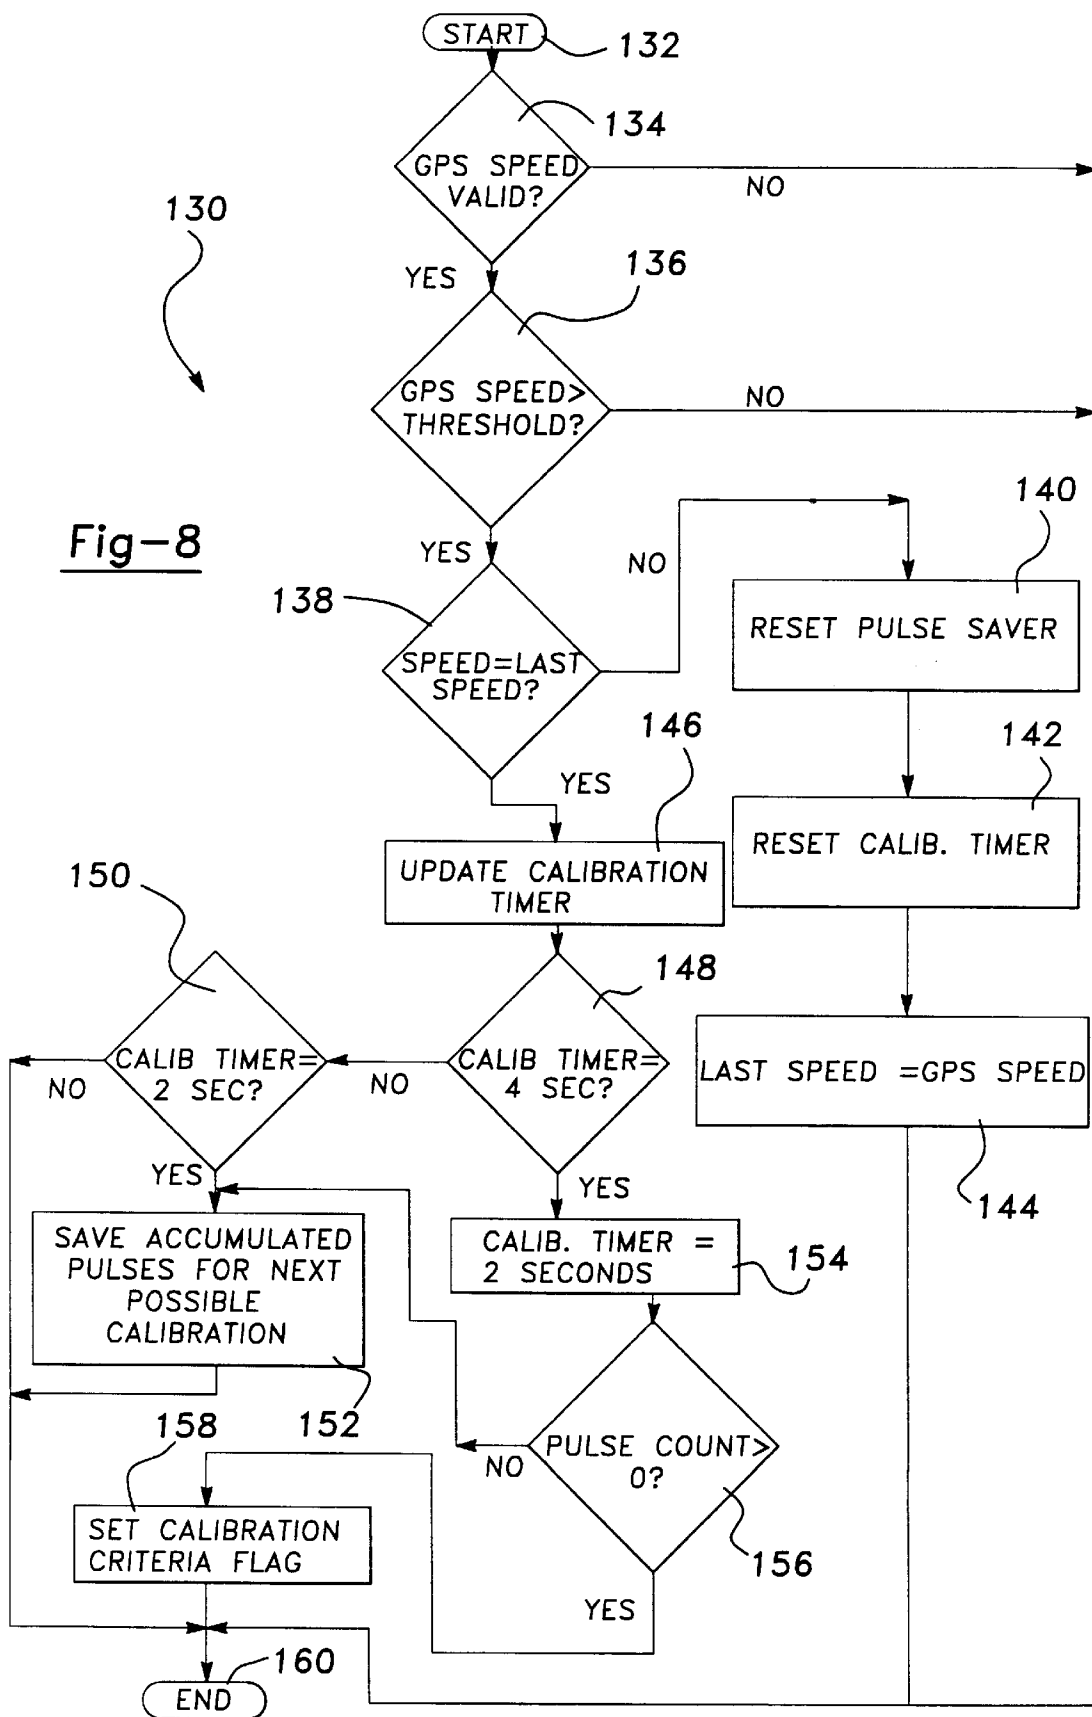 START
132
134
GPS SPEED
VALID?
NO
130
YES
136
GPS SPEED>
THRESHOLD?
NO
Fig-8
YES
NO
140
138
RESET PULSE SAVER
SPEED=LAST
SPEED?
146
142
YES
RESET CALIB. TIMER
UPDATE CALIBRATION
TIMER
150
148
CALIB TIMER=
2 SEC?
NO
CALIB TIMER=
4 SEC?
NO
LAST SPEED =GPS SPEED
YES
YES
144
SAVE ACCUMULATED
PULSES FOR NEXT
POSSIBLE
CALIBRATION
CALIB. TIMER =
2 SECONDS
154
152
158
PULSE COUNT>
0?
NO
SET CALIBRATION
CRITERIA FLAG
156
YES
160
END